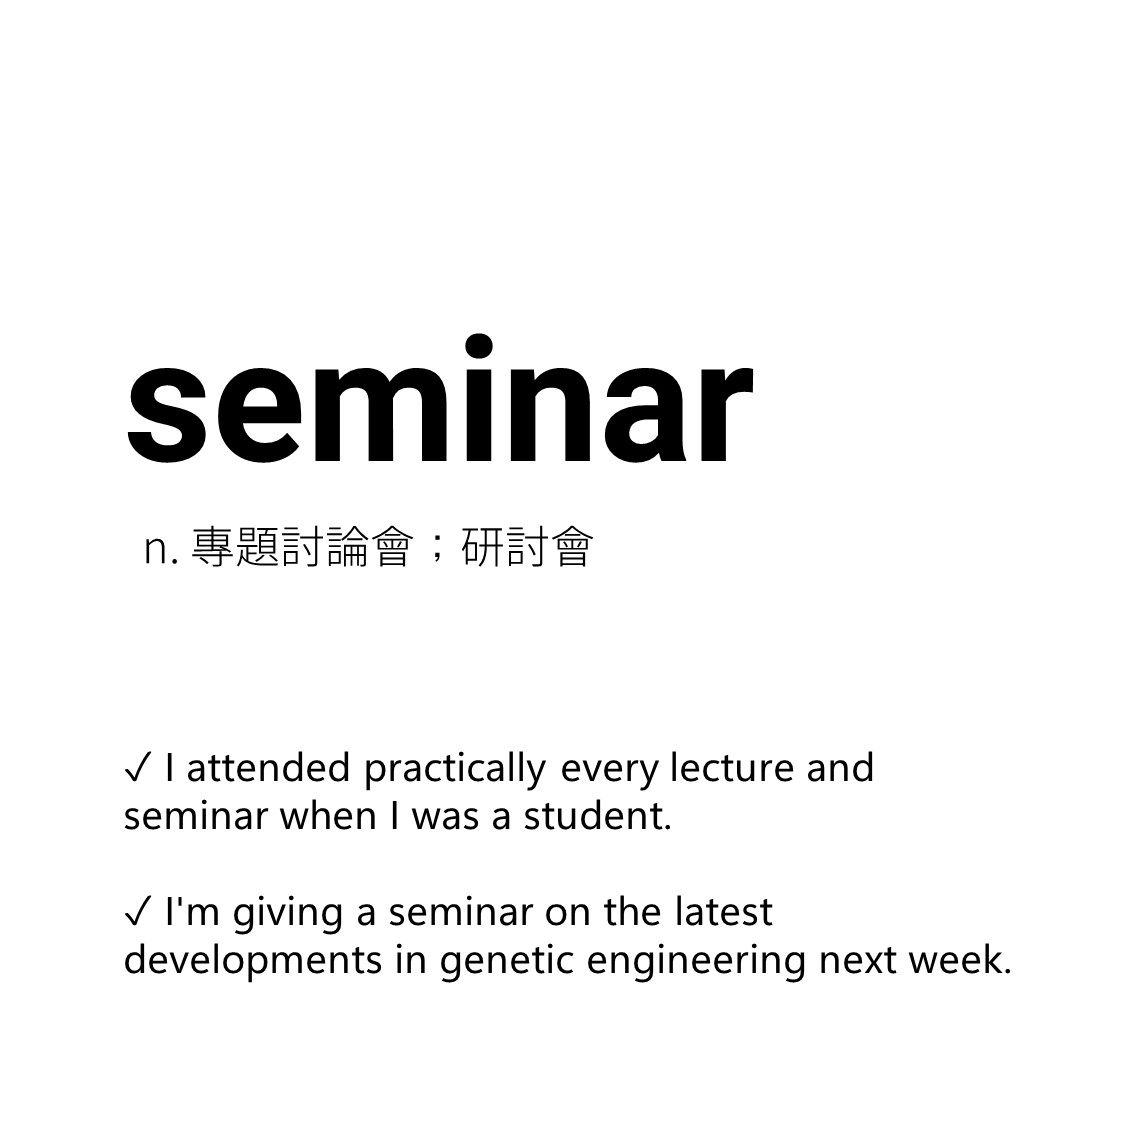 seminar
n. 專題討論會；研討會
✓ I attended practically every lecture and
seminar when I was a student.
✓ I'm giving a seminar on the latest
developments in genetic engineering next week.